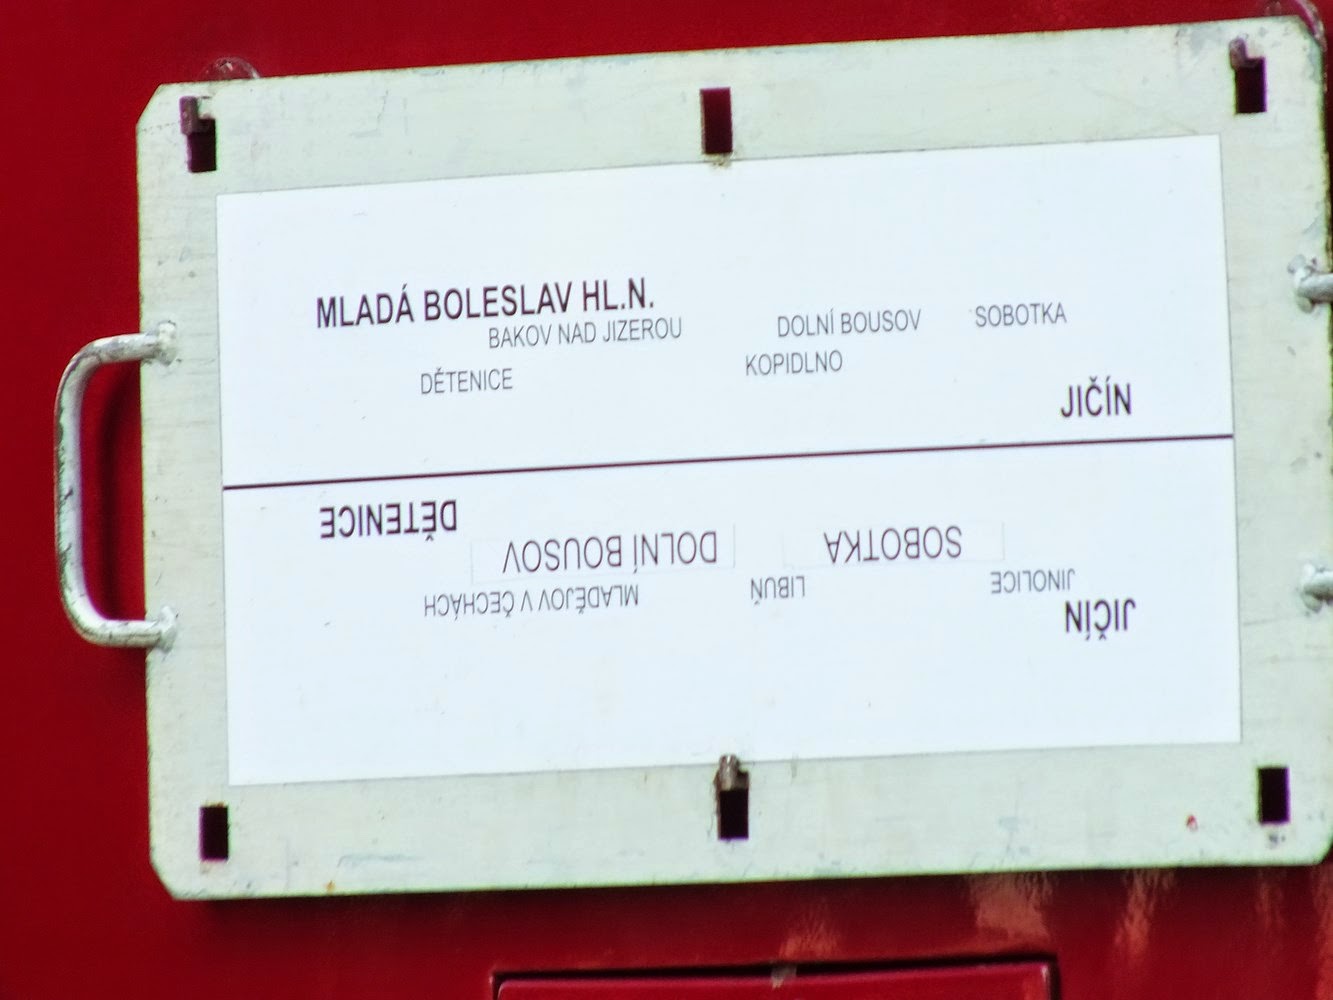 MLADÁ BOLESLAV HL.N.
BAKOV NAD JIZEROU DOLNÍ BOUSOV SOBOTKA
DĚTENICE KOPIDLNO
JIČÍN
JIČÍN
JINOLICE LIBUŇ MLADĚJOV V ČECHÁCH
SOBOTKA DOLNÍ BOUSOV
DĚTENICE